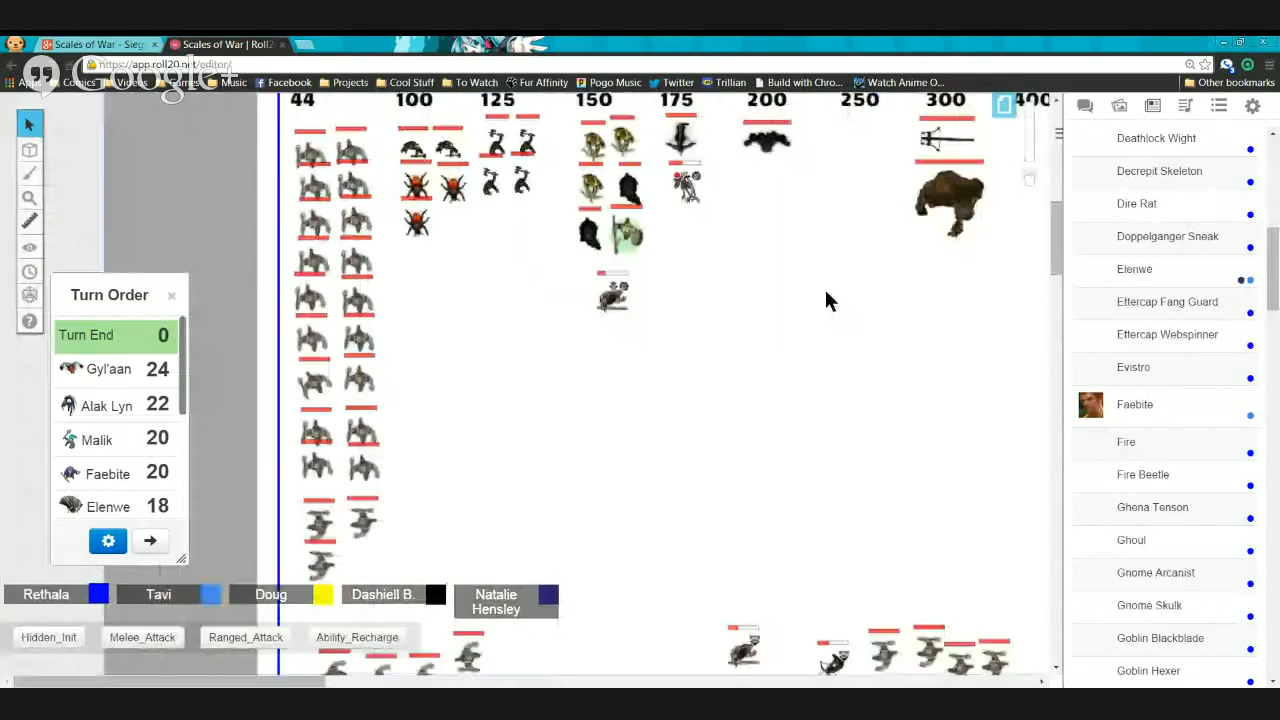 Scales of War - Sieg
Scales of War | Roll2
https://app.roll20.net/editor/
Google+
Apps
Comics
Videos
Games
Music
Facebook
Projects
Cool Stuff
To Watch
Fur Affinity
Pogo Music
Twitter
Trillian
Build with Chro...
Watch Anime O...
Other bookmarks
44 100 125 150 175 200 250 300 400
Turn Order
Turn End 0
Gyl'aan 24
Alak Lyn 22
Malik 20
Faebite 20
Elenwe 18
Rethala
Tavi
Doug
Dashiell B.
Natalie
Hensley
Hidden_Init
Melee_Attack
Ranged_Attack
Ability_Recharge
Deathlock Wight
Decrepit Skeleton
Dire Rat
Doppelganger Sneak
Elenwe
Ettercap Fang Guard
Ettercap Webspinner
Evistro
Faebite
Fire
Fire Beetle
Ghena Tenson
Ghoul
Gnome Arcanist
Gnome Skulk
Goblin Blackblade
Goblin Hexer